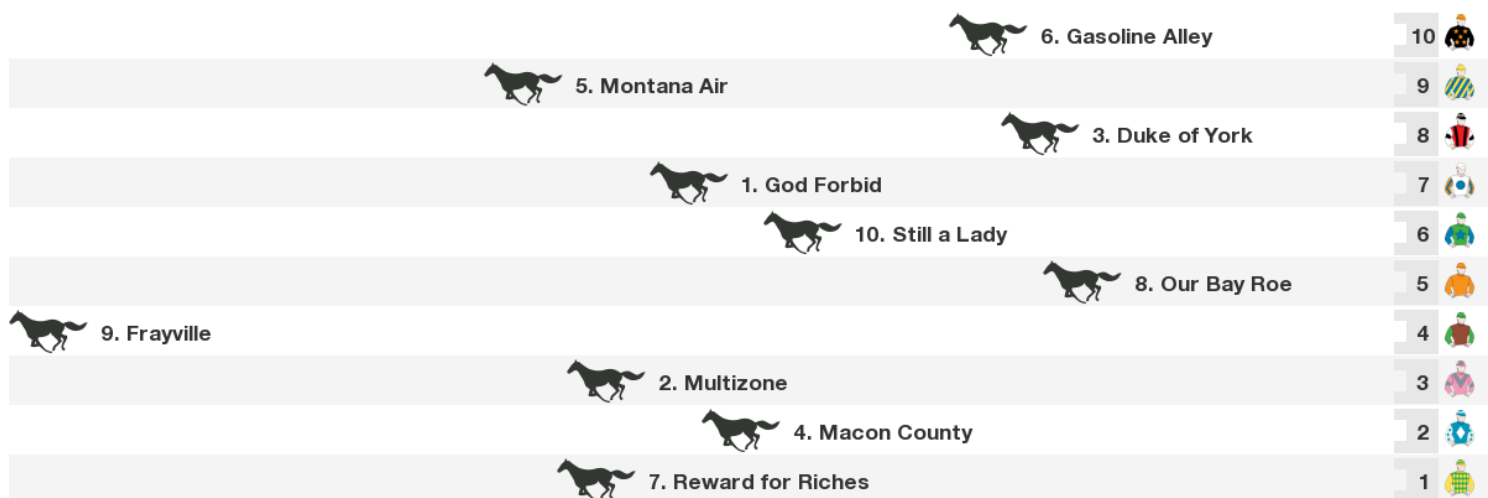 6. Gasoline Alley 10
5. Montana Air 9
3. Duke of York 8
1. God Forbid 7
10. Still a Lady 6
8. Our Bay Roe 5
9. Frayville 4
2. Multizone 3
4. Macon County 2
7. Reward for Riches 1